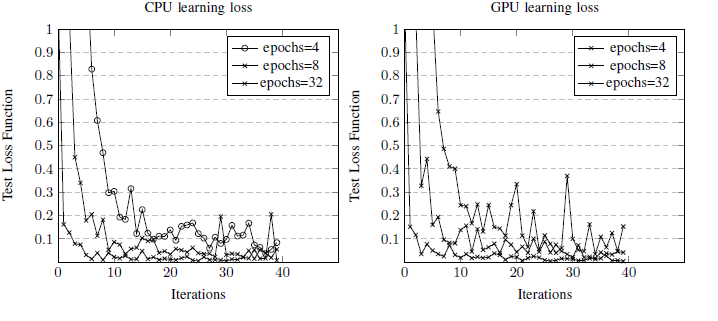 CPU learning loss
Test Loss Function
1
0.9
0.8
0.7
0.6
0.5
0.4
0.3
0.2
0.1
0
10
20
30
40
Iterations
epochs=4
epochs=8
epochs=32
GPU learning loss
Test Loss Function
1
0.9
0.8
0.7
0.6
0.5
0.4
0.3
0.2
0.1
0
10
20
30
40
Iterations
epochs=4
epochs=8
epochs=32